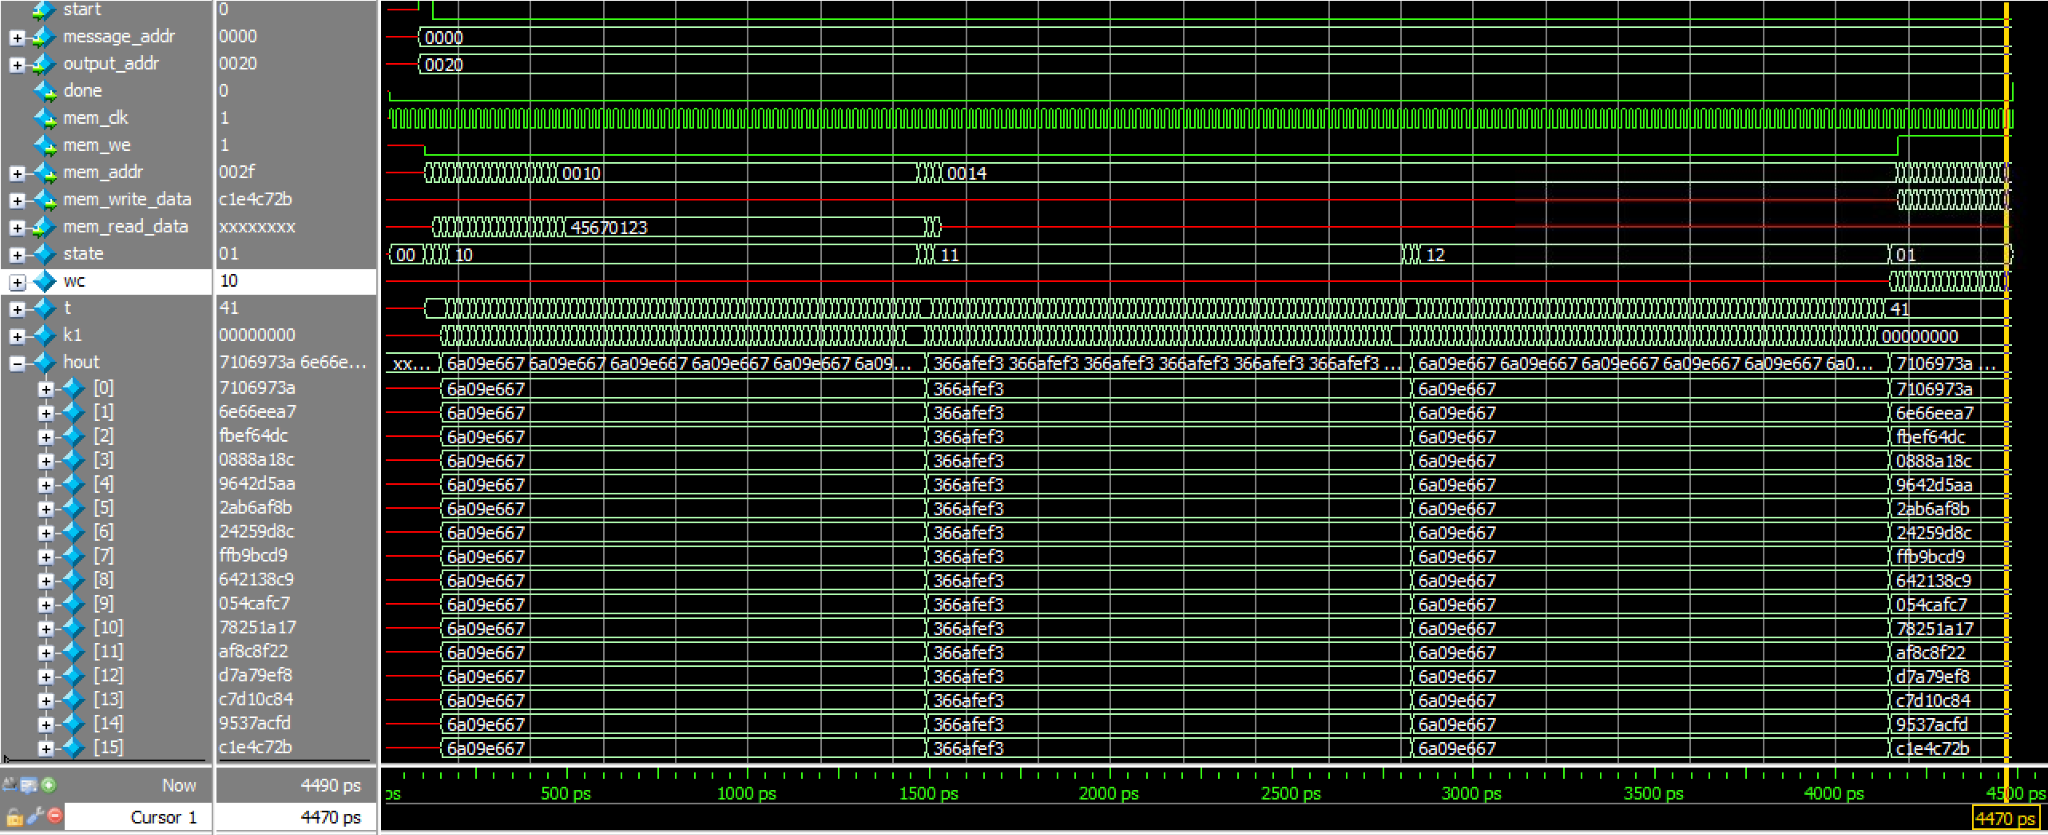 start 0
message_addr 0000 0000
output_addr 0020 0020
done 0
mem_clk 1
mem_we 1
mem_addr 002f 0010 0014
mem_write_data c1e4c72b
mem_read_data xxxxxxxx 45670123
state 01 00 10 11 12 01
wc 10
t 41 41
k1 00000000 00000000
hout 7106973a 6e66e... xx... 6a09e667 6a09e667 6a09e667 6a09e667 6a09e667 6a09... 366afef3 366afef3 366afef3 366afef3 366afef3 366afef3 ... 6a09e667 6a09e667 6a09e667 6a09e667 6a09e667 6a0... 7106973a ...
[0] 7106973a 6a09e667 366afef3 6a09e667 7106973a
[1] 6e66eea7 6a09e667 366afef3 6a09e667 6e66eea7
[2] fbef64dc 6a09e667 366afef3 6a09e667 fbef64dc
[3] 0888a18c 6a09e667 366afef3 6a09e667 0888a18c
[4] 9642d5aa 6a09e667 366afef3 6a09e667 9642d5aa
[5] 2ab6af8b 6a09e667 366afef3 6a09e667 2ab6af8b
[6] 24259d8c 6a09e667 366afef3 6a09e667 24259d8c
[7] ffb9bcd9 6a09e667 366afef3 6a09e667 ffb9bcd9
[8] 642138c9 6a09e667 366afef3 6a09e667 642138c9
[9] 054cafc7 6a09e667 366afef3 6a09e667 054cafc7
[10] 78251a17 6a09e667 366afef3 6a09e667 78251a17
[11] af8c8f22 6a09e667 366afef3 6a09e667 af8c8f22
[12] d7a79ef8 6a09e667 366afef3 6a09e667 d7a79ef8
[13] c7d10c84 6a09e667 366afef3 6a09e667 c7d10c84
[14] 9537acfd 6a09e667 366afef3 6a09e667 9537acfd
[15] c1e4c72b 6a09e667 366afef3 6a09e667 c1e4c72b
Now 4490 ps ps 500 ps 1000 ps 1500 ps 2000 ps 2500 ps 3000 ps 3500 ps 4000 ps 4500 ps
Cursor 1 4470 ps 4470 ps